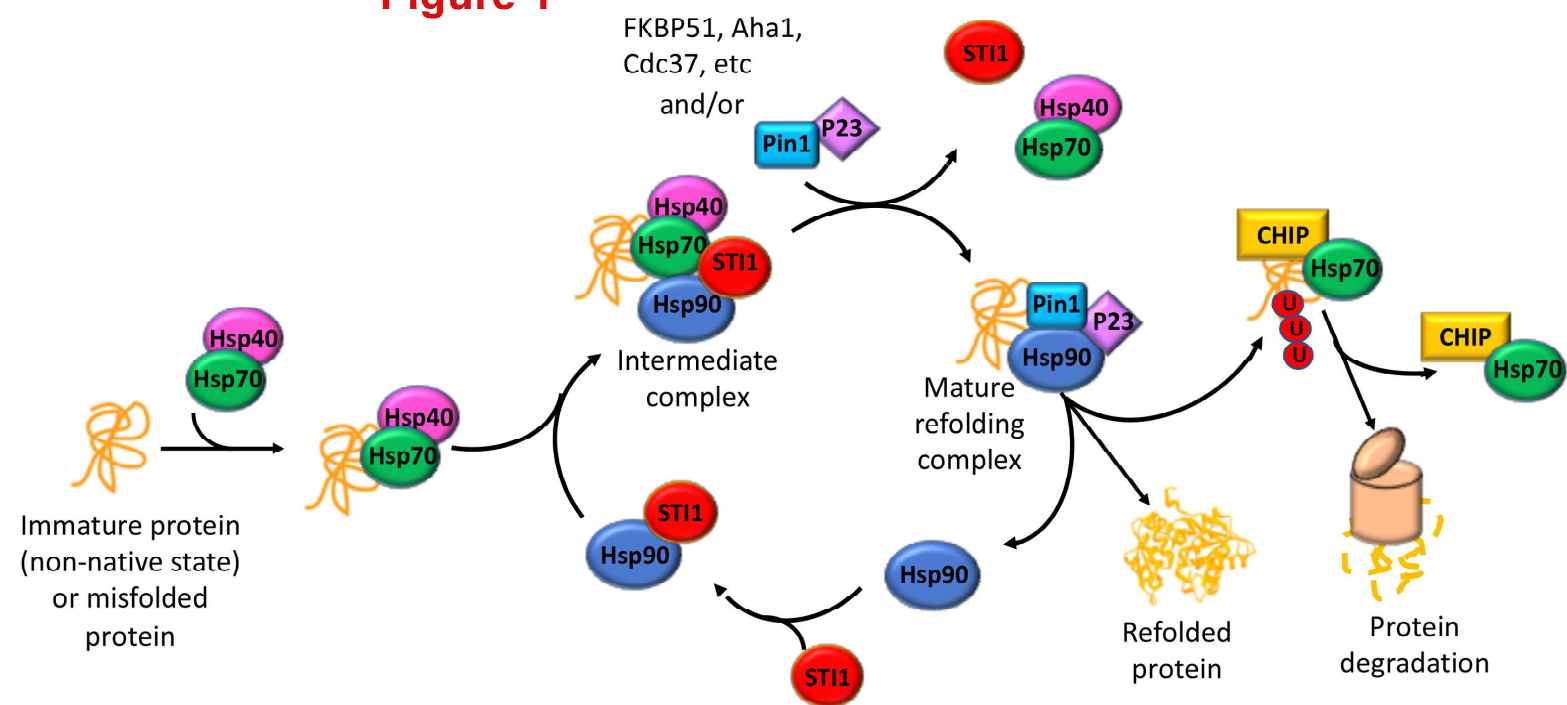 Figure 1
FKBP51, Aha1,
Cdc37, etc
and/or
Pin1
P23
STI1
Hsp40
Hsp70
Hsp40
Hsp70
STI1
Hsp90
Intermediate
complex
Hsp40
Hsp70
Immature protein
(non-native state)
or misfolded
protein
Hsp40
Hsp70
STI1
Hsp90
STI1
Hsp90
Pin1
P23
Hsp90
Mature
refolding
complex
Refolded
protein
CHIP
Hsp70
U
U
U
CHIP
Hsp70
Protein
degradation